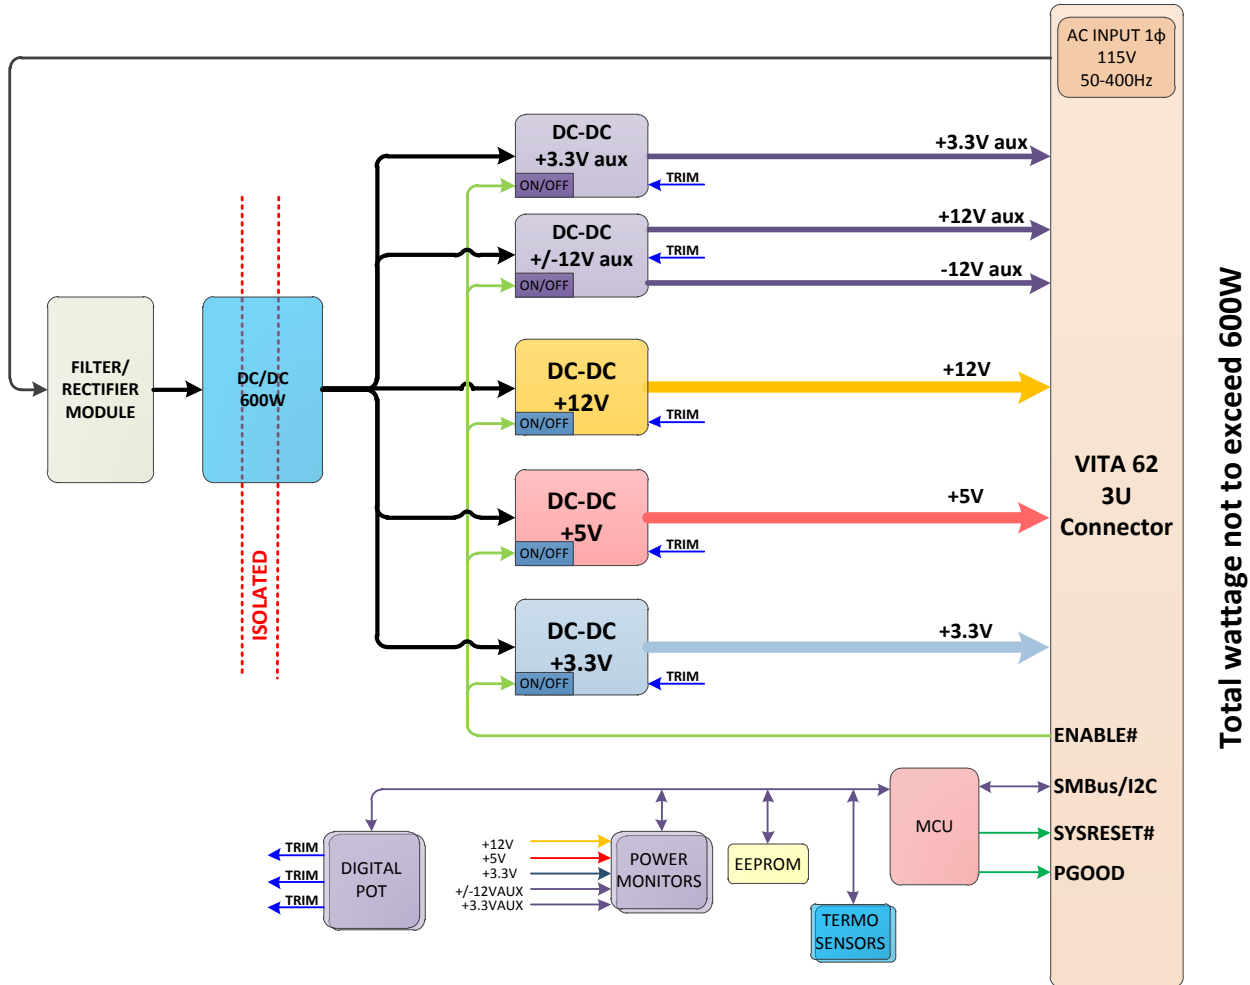 AC INPUT 1ϕ
115V
50-400Hz
DC-DC
+3.3V aux
ON/OFF
TRIM
+3.3V aux
DC-DC
+/-12V aux
ON/OFF
TRIM
+12V aux
-12V aux
FILTER/
RECTIFIER
MODULE
DC/DC
600W
ISOLATED
DC-DC
+12V
ON/OFF
TRIM
+12V
DC-DC
+5V
ON/OFF
TRIM
+5V
DC-DC
+3.3V
ON/OFF
TRIM
+3.3V
VITA 62
3U
Connector
Total wattage not to exceed 600W
ENABLE#
SMBus/I2C
SYSRESET#
PGOOD
MCU
TRIM
TRIM
TRIM
DIGITAL
POT
+12V
+5V
+3.3V
+/-12VAUX
+3.3VAUX
POWER
MONITORS
EEPROM
TERMO
SENSORS